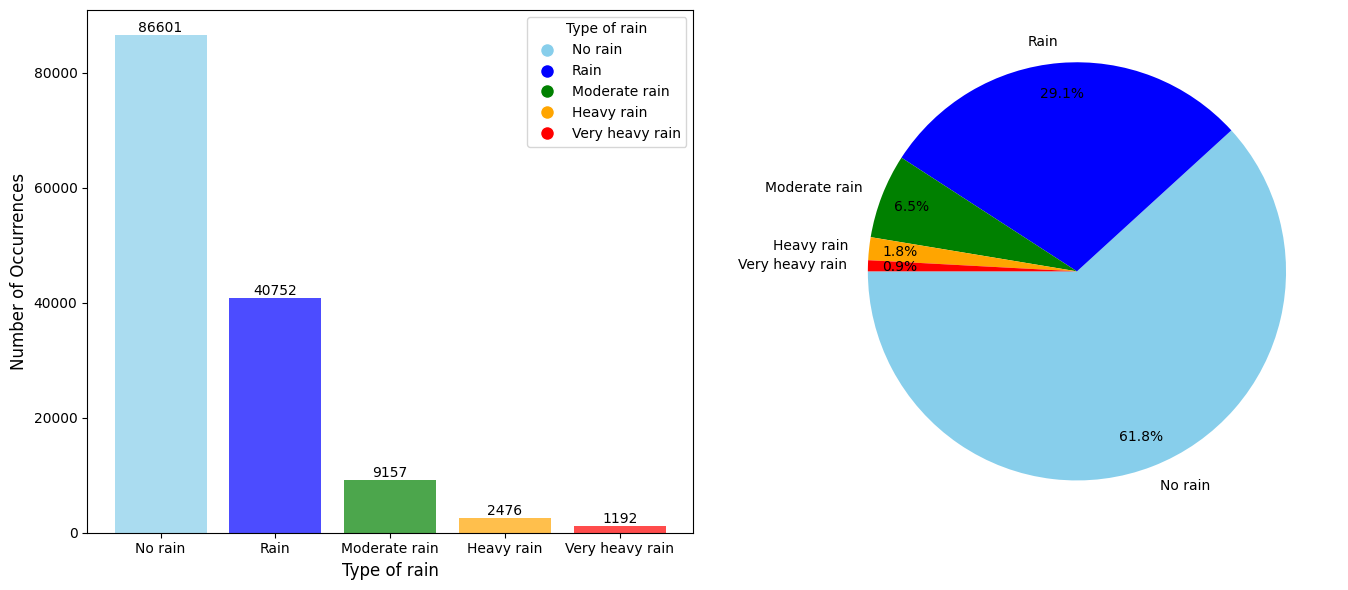 86601
Type of rain
No rain
Rain
Moderate rain
Heavy rain
Very heavy rain
80000
60000
40000
20000
0
Number of Occurrences
40752
9157
2476
1192
No rain
Rain
Moderate rain
Heavy rain
Very heavy rain
Type of rain
Rain
29.1%
Moderate rain
6.5%
Heavy rain
1.8%
Very heavy rain
0.9%
61.8%
No rain